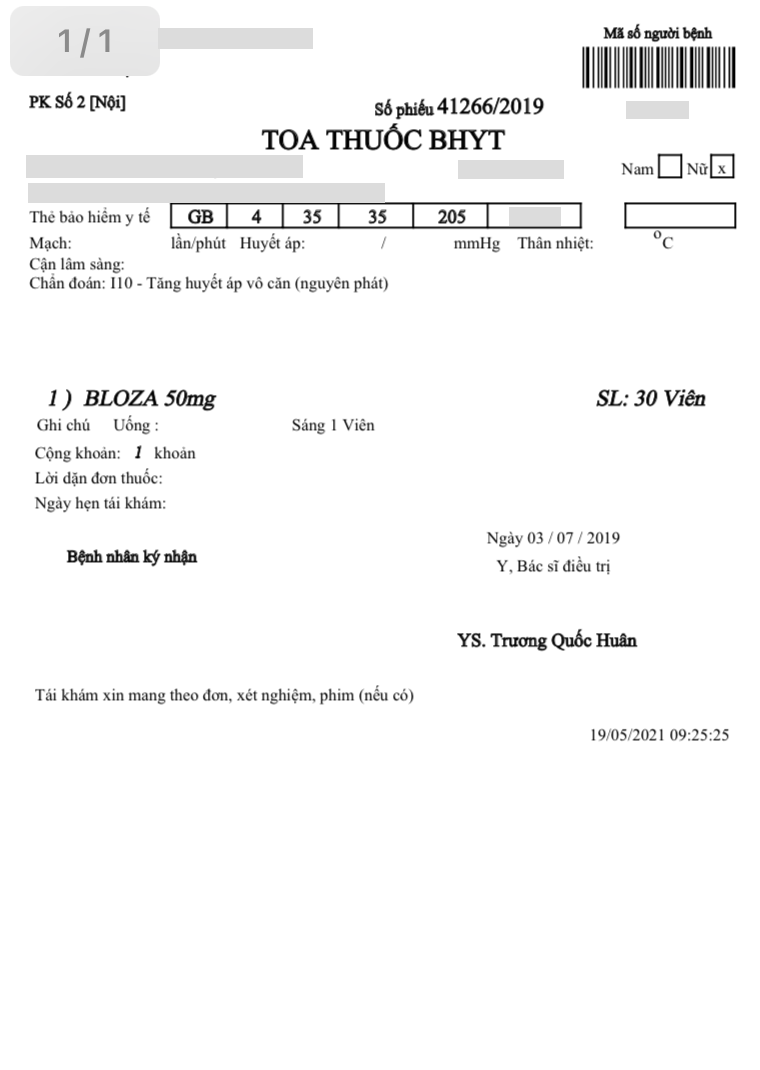 1/1
Mã số người bệnh
PK Số 2 [Nội]
Số phiếu 41266/2019
TOA THUỐC BHYT
Nam Nữ x
Thẻ bảo hiểm y tế GB 4 35 35 205
Mạch: lần/phút Huyết áp: / mmHg Thân nhiệt: °C
Cận lâm sàng:
Chẩn đoán: I10 - Tăng huyết áp vô căn (nguyên phát)
1 ) BLOZA 50mg SL: 30 Viên
Ghi chú Uống : Sáng 1 Viên
Cộng khoản: 1 khoản
Lời dặn đơn thuốc:
Ngày hẹn tái khám:
Ngày 03 / 07 / 2019
Bệnh nhân ký nhận
Y, Bác sĩ điều trị
YS. Trương Quốc Huân
Tái khám xin mang theo đơn, xét nghiệm, phim (nếu có)
19/05/2021 09:25:25